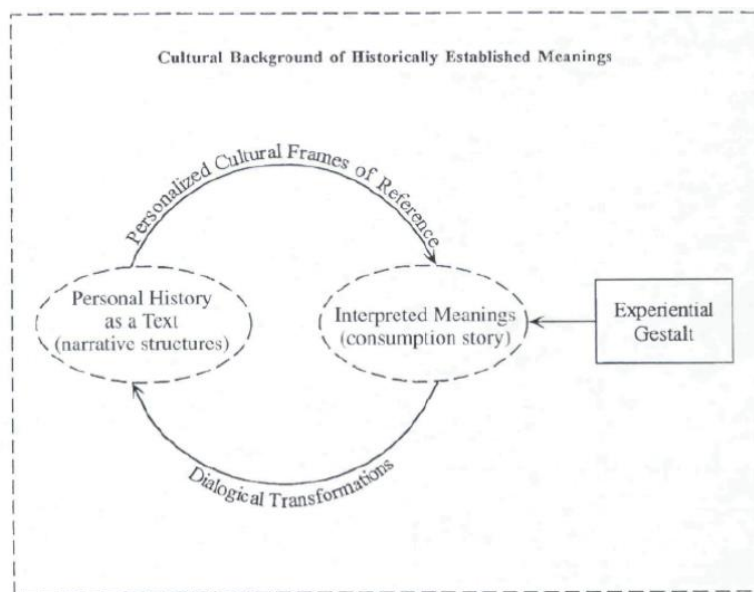 Cultural Background of Historically Established Meanings
Personalized Cultural Frames of Reference
Personal History
as a Text
(narrative structures)
Interpreted Meanings
(consumption story)
Experiential
Gestalt
Dialogical Transformations